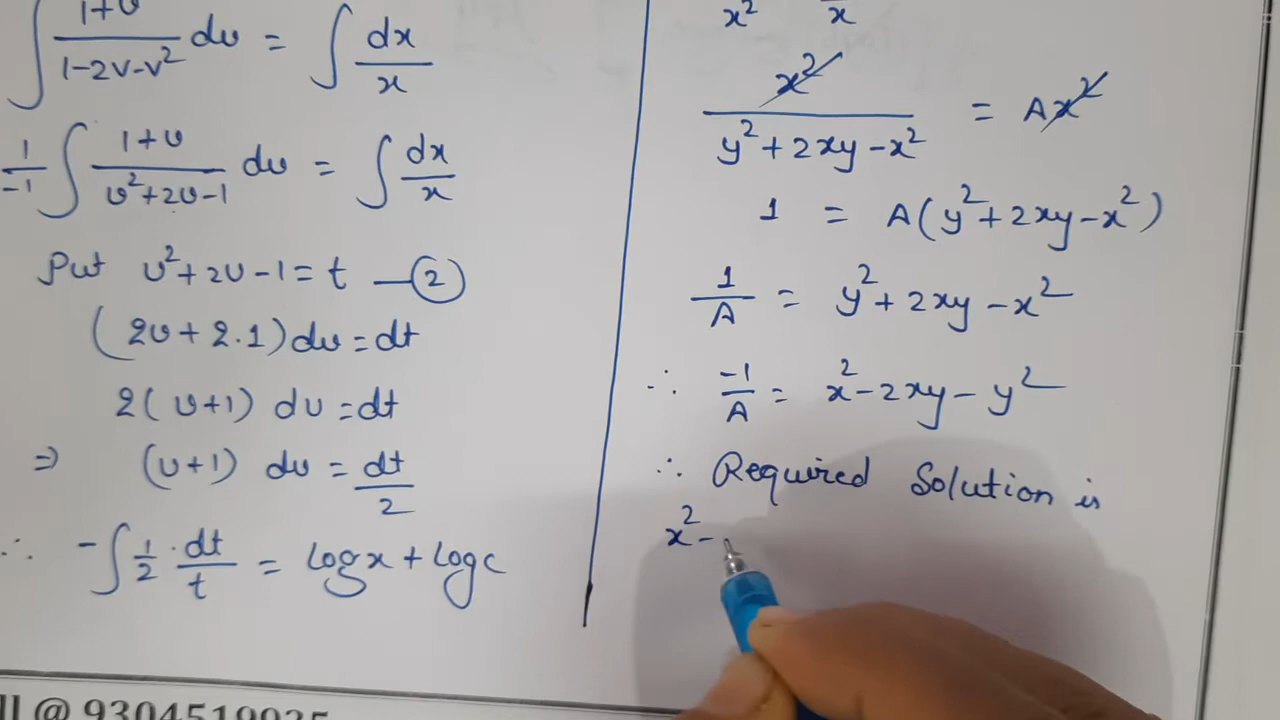 ∫ 1+v / 1-2v-v² dv = ∫ dx / x
1/-1 ∫ 1+v / v²+2v-1 dv = ∫ dx / x
Put v²+2v-1 = t —②
(2v+2.1) dv = dt
2(v+1) dv = dt
⇒ (v+1) dv = dt / 2
∴ -∫ 1/2 · dt / t = log x + log c
x² x
x² / y²+2xy-x² = Ax²
1 = A(y²+2xy-x²)
1/A = y²+2xy-x²
∴ -1/A = x²-2xy-y²
∴ Required Solution is
x² -
@ 9304519925